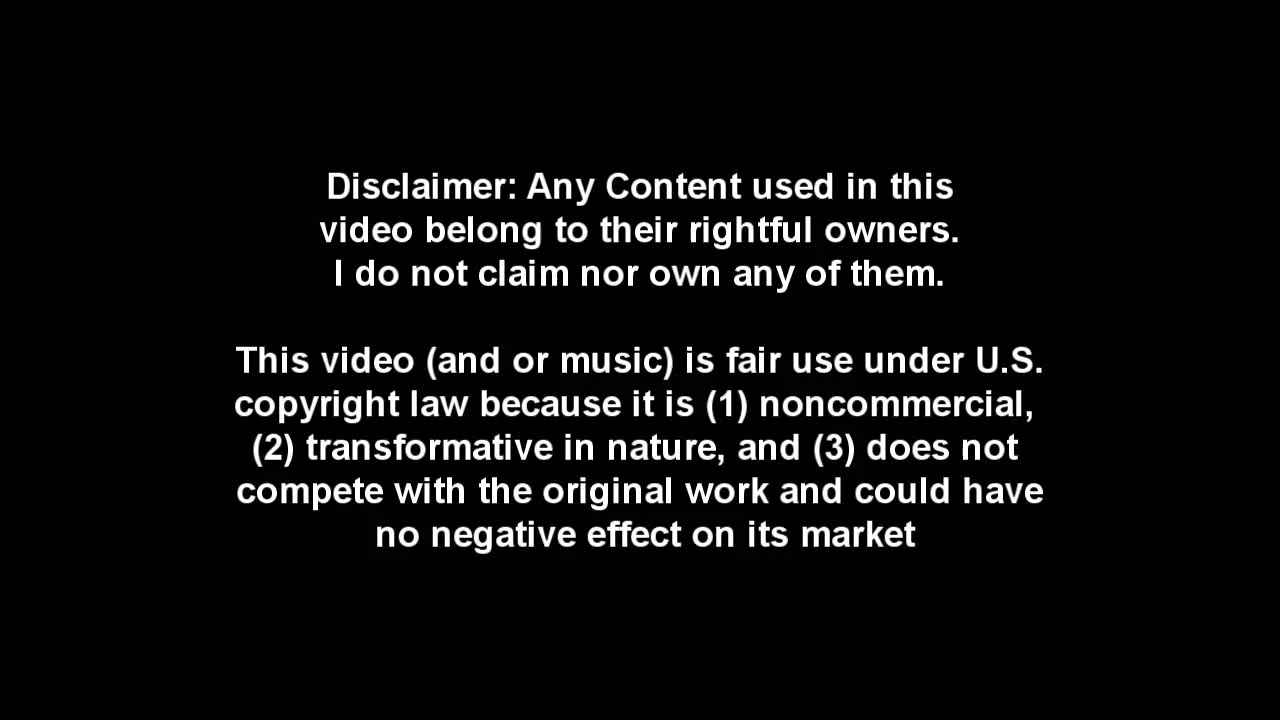 Disclaimer: Any Content used in this
video belong to their rightful owners.
I do not claim nor own any of them.
This video (and or music) is fair use under U.S.
copyright law because it is (1) noncommercial,
(2) transformative in nature, and (3) does not
compete with the original work and could have
no negative effect on its market